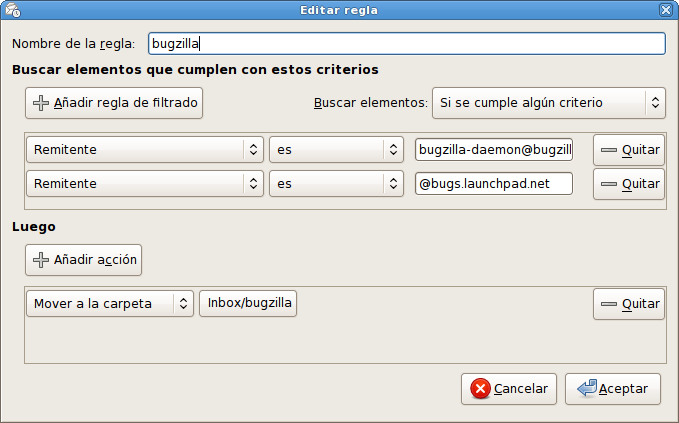 Editar regla
Nombre de la regla: bugzilla
Buscar elementos que cumplen con estos criterios
Añadir regla de filtrado Buscar elementos: Si se cumple algún criterio
Remitente es bugzilla-daemon@bugzill Quitar
Remitente es @bugs.launchpad.net Quitar
Luego
Añadir acción
Mover a la carpeta Inbox/bugzilla Quitar
Cancelar Aceptar